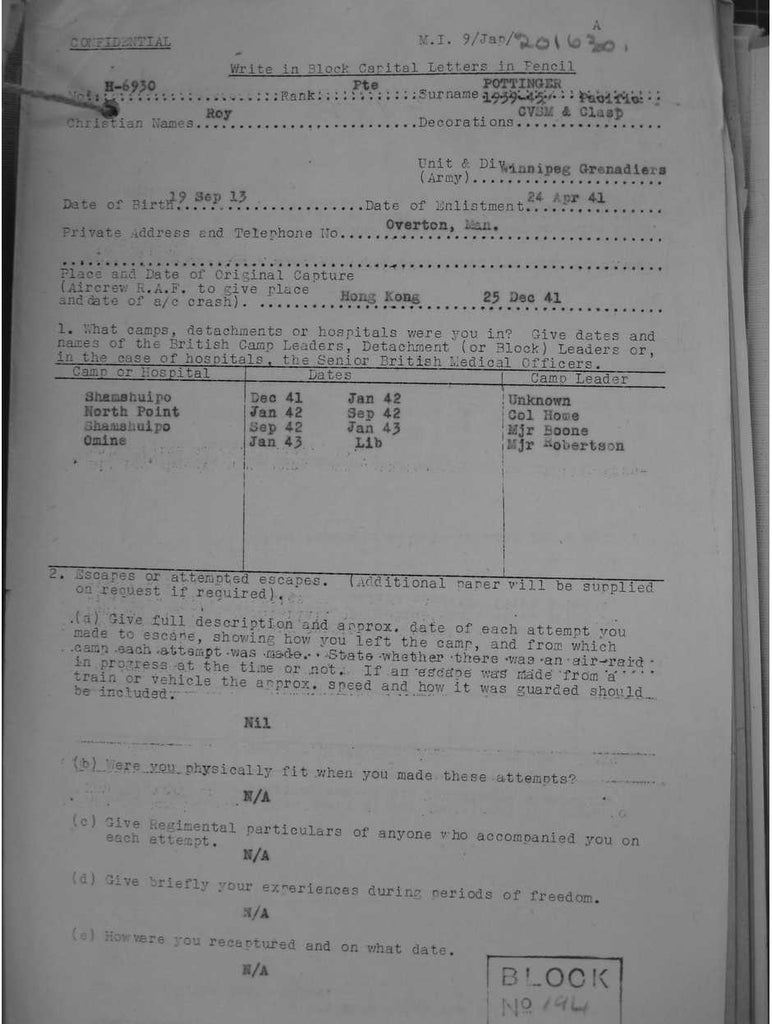 A
CONFIDENTIAL M.I. 9/Jap/
Write in Block Capital Letters in Pencil
H-6930 Pte POTTINGER
No. Rank Surname 1939-45 Pacific
Roy CVSM & Clasp
Christian Names Decorations
Unit & Div Winnipeg Grenadiers
(Army)
19 Sep 13 24 Apr 41
Date of Birth Date of Enlistment
Overton, Man.
Private Address and Telephone No.
Place and Date of Original Capture
(Aircrew R.A.F. to give place
and date of a/c crash). Hong Kong 25 Dec 41
1. What camps, detachments or hospitals were you in? Give dates and
names of the British Camp Leaders, Detachment (or Block) Leaders or,
in the case of hospitals, the Senior British Medical Officers.
Camp or Hospital Dates Camp Leader
Shamshuipo Dec 41 Jan 42 Unknown
North Point Jan 42 Sep 42 Col Home
Shamshuipo Sep 42 Jan 43 Mjr Boone
Omine Jan 43 Lib Mjr Robertson
2. Escapes or attempted escapes. (Additional paper will be supplied
on request if required).
(a) Give full description and approx. date of each attempt you
made to escape, showing how you left the camp, and from which
camp each attempt was made. State whether there was an air-raid
in progress at the time or not. If an escape was made from a
train or vehicle the approx. speed and how it was guarded should
be included.
Nil
(b) Were you physically fit when you made these attempts?
N/A
(c) Give Regimental particulars of anyone who accompanied you on
each attempt.
N/A
(d) Give briefly your experiences during periods of freedom.
N/A
(e) How were you recaptured and on what date.
N/A
BLOCK
No 194